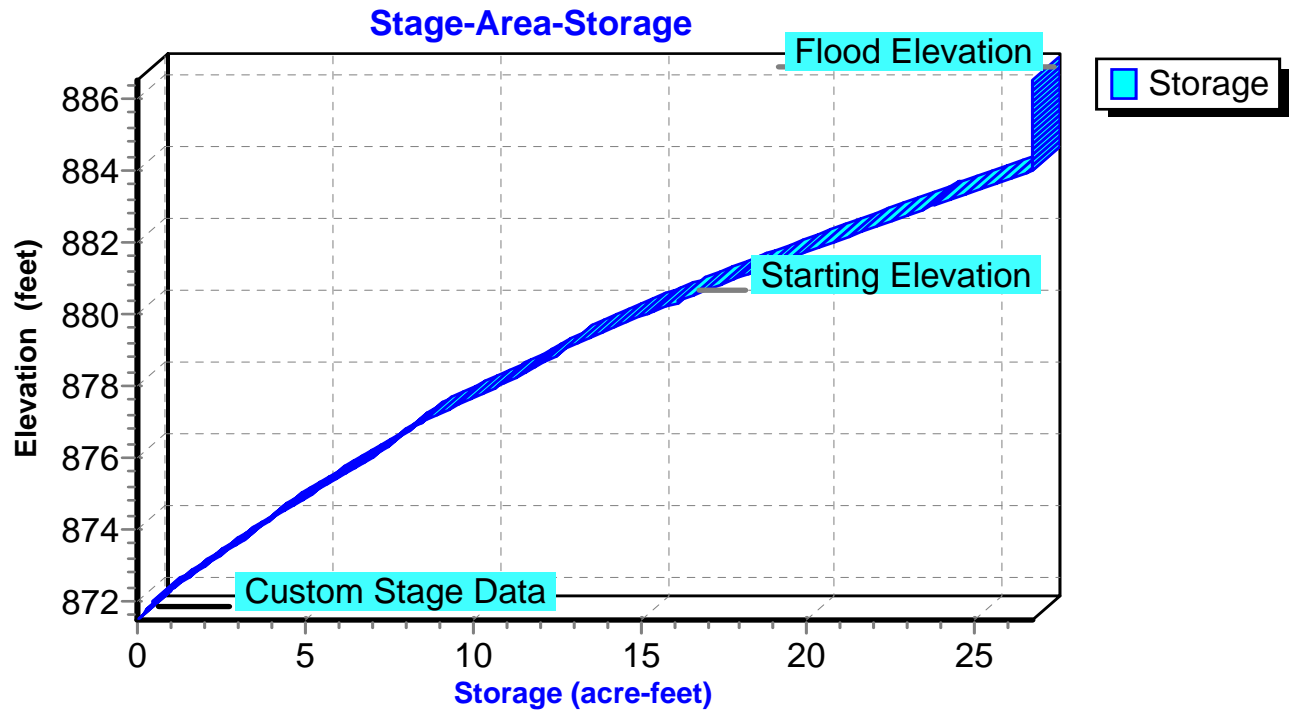 Stage-Area-Storage
Flood Elevation
Storage
886
884
882
880
878
876
874
872
Elevation (feet)
Starting Elevation
Custom Stage Data
0 5 10 15 20 25
Storage (acre-feet)